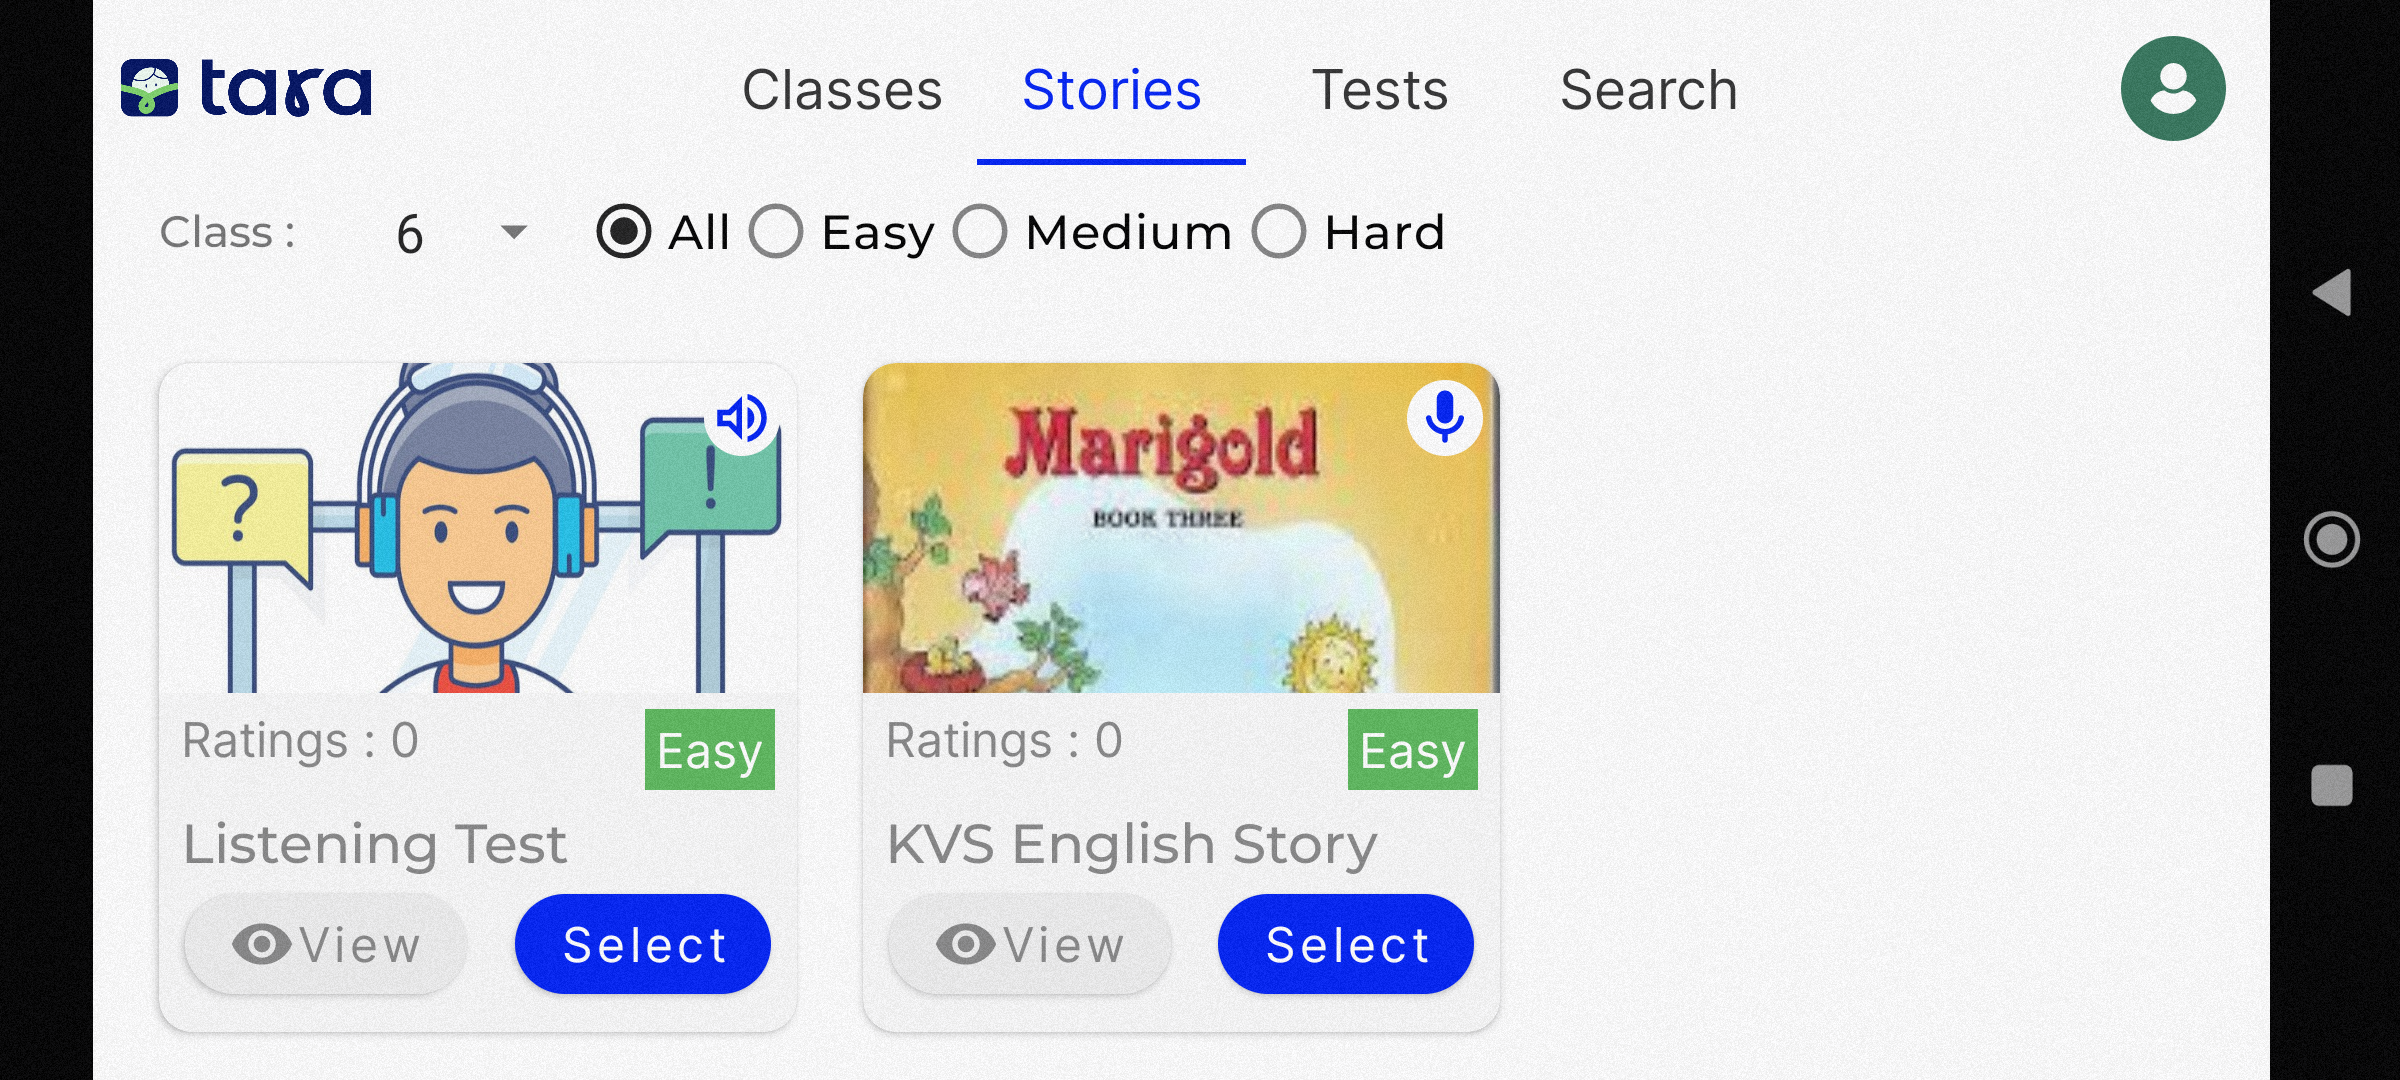 tara
Classes Stories Tests Search
Class : 6 All Easy Medium Hard
?
!
Marigold
BOOK THREE
Ratings : 0 Easy
Listening Test
View Select
Ratings : 0 Easy
KVS English Story
View Select